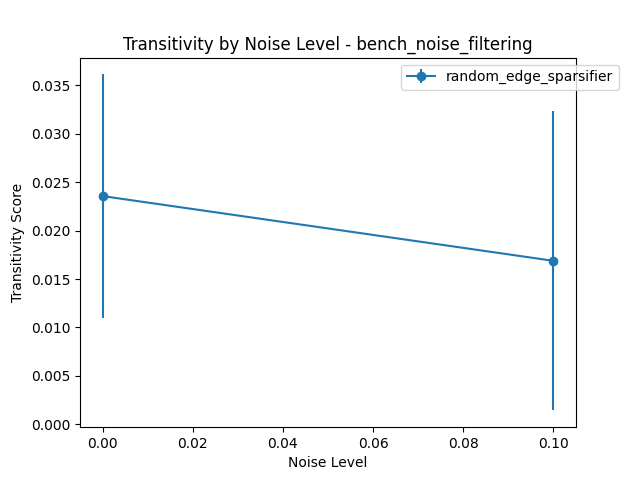 Transitivity by Noise Level - bench_noise_filtering
random_edge_sparsifier
Transitivity Score
0.035
0.030
0.025
0.020
0.015
0.010
0.005
0.000
0.00 0.02 0.04 0.06 0.08 0.10
Noise Level